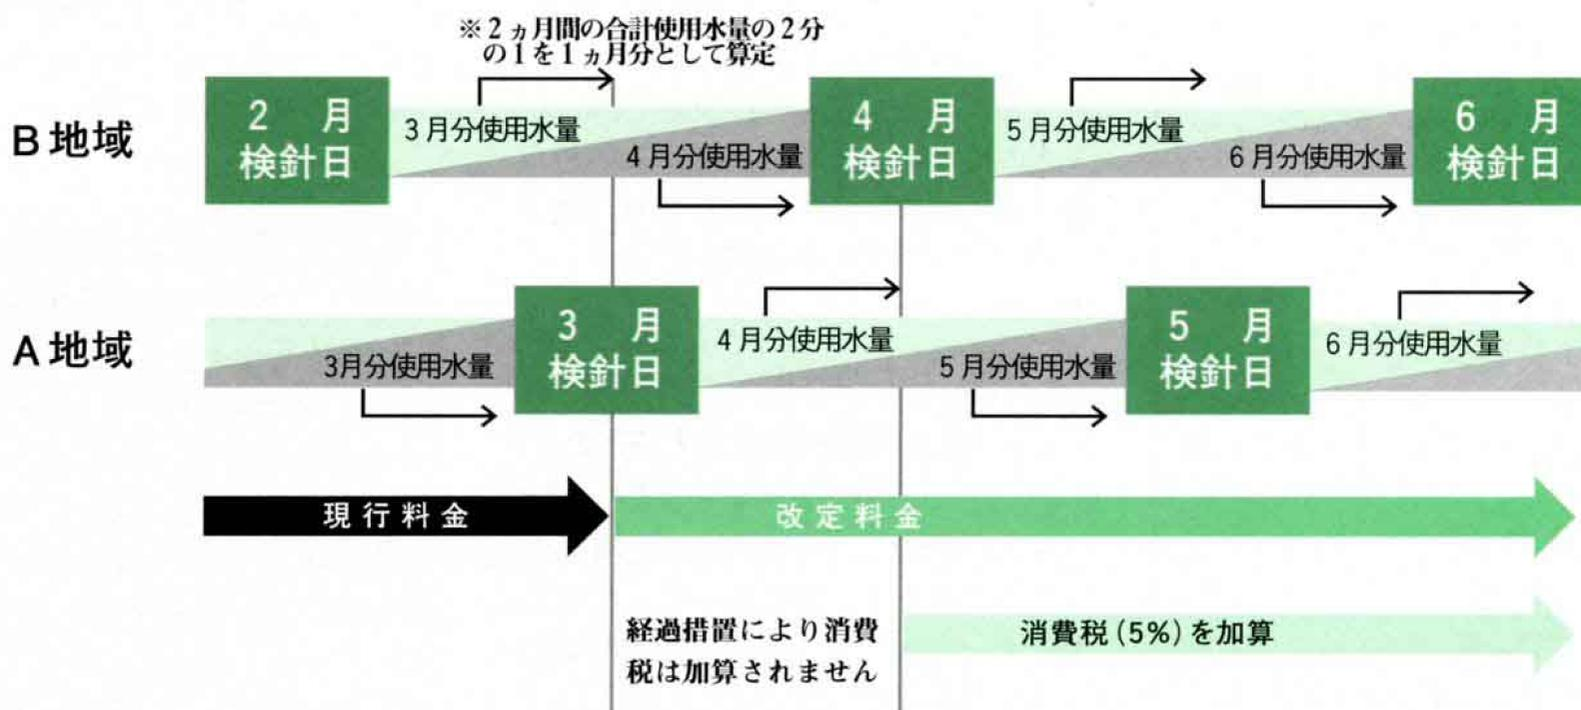 ※2ヵ月間の合計使用水量の2分
の1を1ヵ月分として算定
B地域
2月
検針日
3月分使用水量
4月分使用水量
4月
検針日
5月分使用水量
6月分使用水量
6月
検針日
A地域
3月分使用水量
3月
検針日
4月分使用水量
5月分使用水量
5月
検針日
6月分使用水量
現行料金
改定料金
経過措置により消費
税は加算されません
消費税(5%)を加算